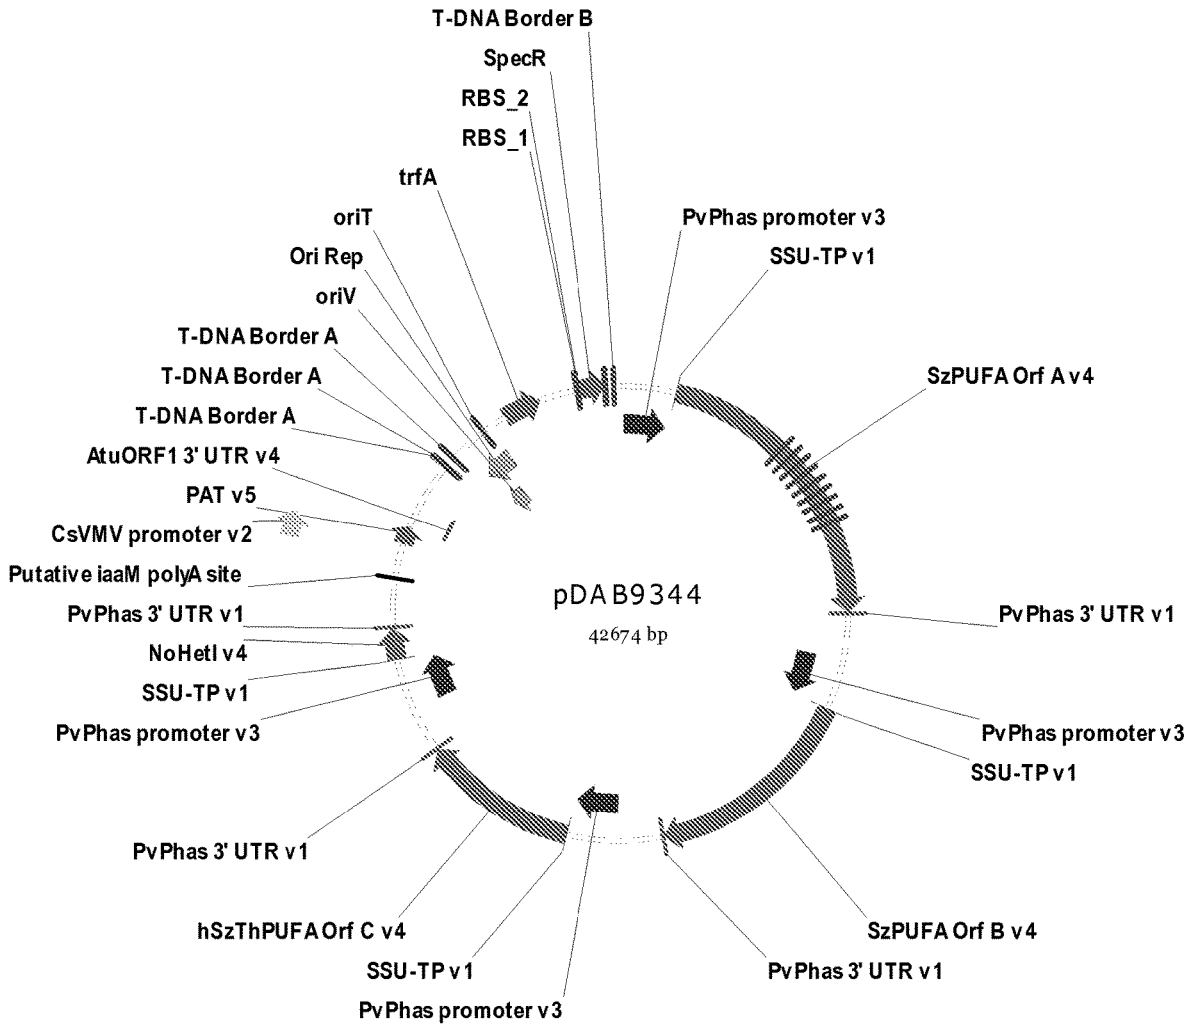 T-DNA Border B
SpecR
RBS_2
RBS_1
trfA
oriT
Ori Rep
oriV
T-DNA Border A
T-DNA Border A
T-DNA Border A
AtuORF1 3' UTR v4
PAT v5
CsVMV promoter v2
Putative iaaM polyA site
PvPhas 3' UTR v1
NoHetI v4
SSU-TP v1
PvPhas promoter v3
PvPhas 3' UTR v1
hSzThPUFA Orf C v4
SSU-TP v1
PvPhas promoter v3
PvPhas promoter v3
SSU-TP v1
SzPUFA Orf A v4
PvPhas 3' UTR v1
PvPhas promoter v3
SSU-TP v1
SzPUFA Orf B v4
PvPhas 3' UTR v1
pDAB9344
42674 bp